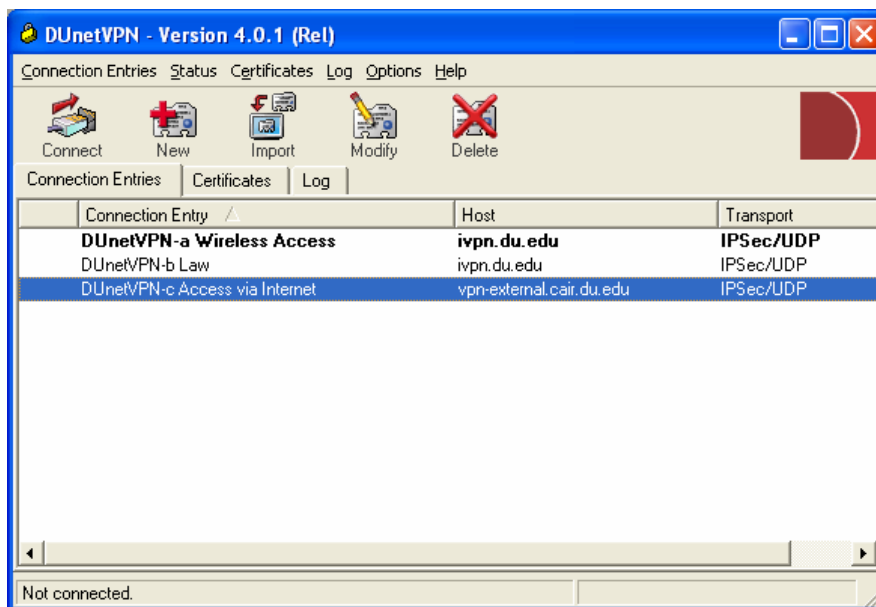 DUnetVPN - Version 4.0.1 (Rel)
Connection Entries Status Certificates Log Options Help
Connect New Import Modify Delete
Connection Entries Certificates Log
Connection Entry Host Transport
DUnetVPN-a Wireless Access ivpn.du.edu IPSec/UDP
DUnetVPN-b Law ivpn.du.edu IPSec/UDP
DUnetVPN-c Access via Internet vpn-external.cair.du.edu IPSec/UDP
Not connected.